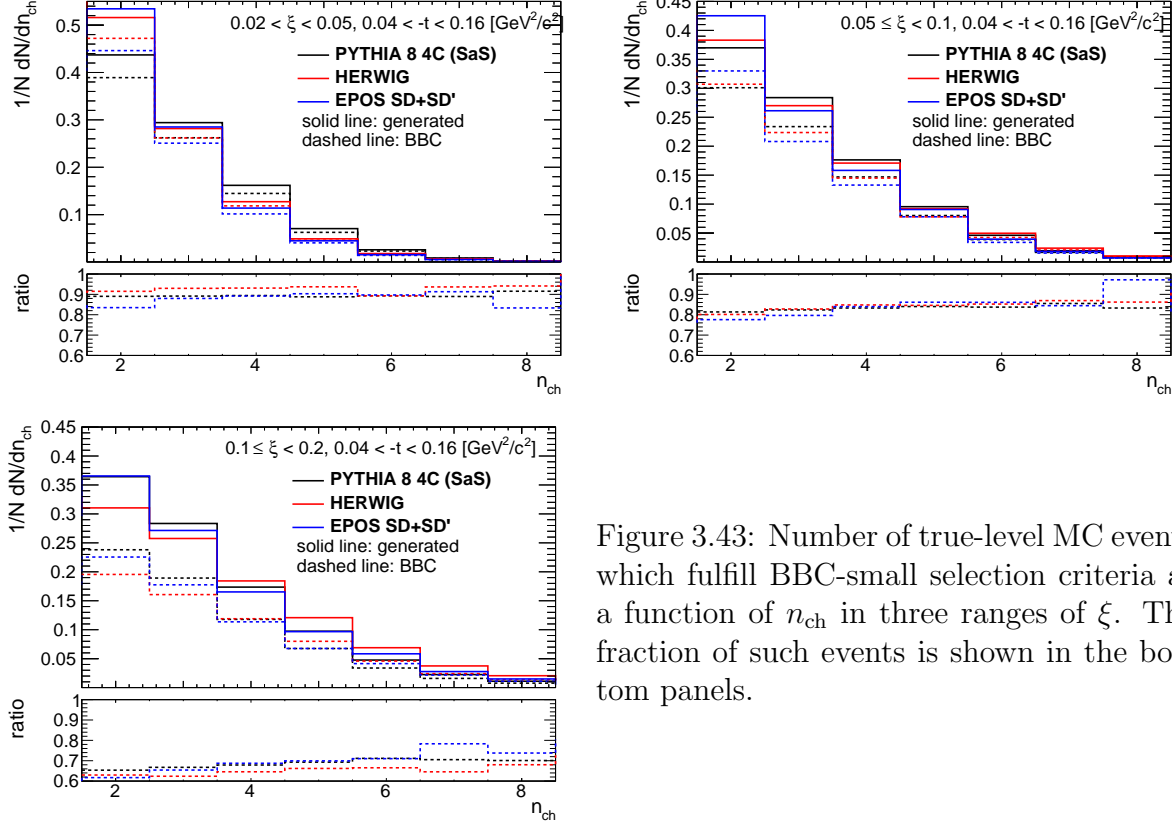 1/N dN/dn_ch
0.02 < ξ < 0.05, 0.04 < -t < 0.16 [GeV²/c²]
PYTHIA 8 4C (SaS)
HERWIG
EPOS SD+SD'
solid line: generated
dashed line: BBC
0.5
0.4
0.3
0.2
0.1
ratio
1
0.9
0.8
0.7
0.6
2 4 6 8
n_ch
1/N dN/dn_ch
0.05 ≤ ξ < 0.1, 0.04 < -t < 0.16 [GeV²/c²]
PYTHIA 8 4C (SaS)
HERWIG
EPOS SD+SD'
solid line: generated
dashed line: BBC
0.45
0.4
0.35
0.3
0.25
0.2
0.15
0.1
0.05
ratio
1
0.9
0.8
0.7
0.6
2 4 6 8
n_ch
1/N dN/dn_ch
0.1 ≤ ξ < 0.2, 0.04 < -t < 0.16 [GeV²/c²]
PYTHIA 8 4C (SaS)
HERWIG
EPOS SD+SD'
solid line: generated
dashed line: BBC
0.45
0.4
0.35
0.3
0.25
0.2
0.15
0.1
0.05
ratio
1
0.9
0.8
0.7
0.6
2 4 6 8
n_ch
Figure 3.43: Number of true-level MC event
which fulfill BBC-small selection criteria a
a function of n_ch in three ranges of ξ. Th
fraction of such events is shown in the bo
tom panels.